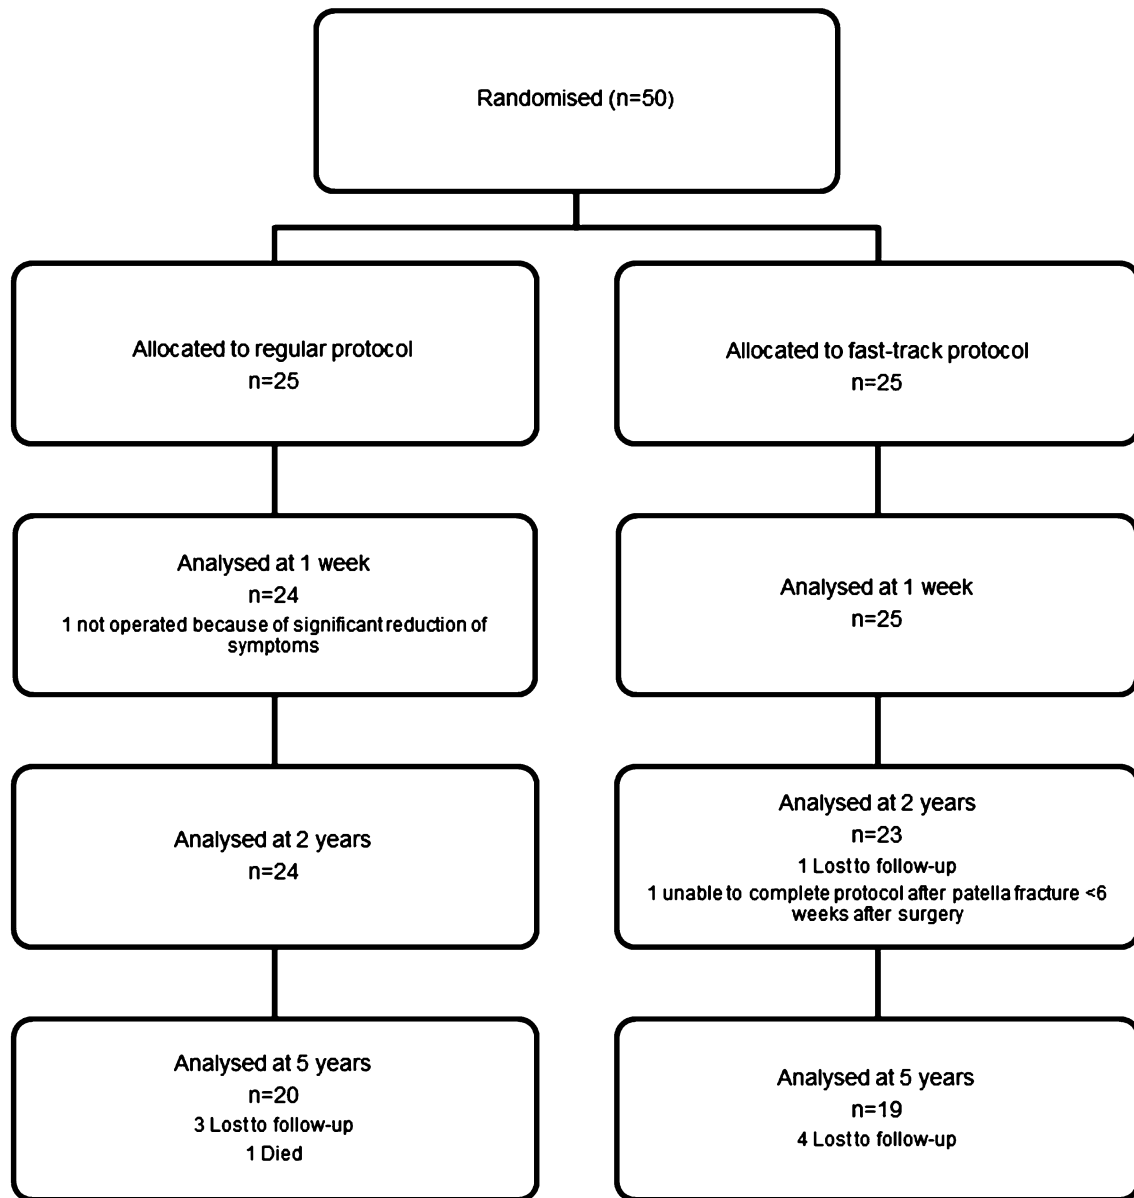 Randomised (n=50)
Allocated to regular protocol
n=25
Allocated to fast-track protocol
n=25
Analysed at 1 week
n=24
1 not operated because of significant reduction of
symptoms
Analysed at 1 week
n=25
Analysed at 2 years
n=24
Analysed at 2 years
n=23
1 Lost to follow-up
1 unable to complete protocol after patella fracture <6
weeks after surgery
Analysed at 5 years
n=20
3 Lost to follow-up
1 Died
Analysed at 5 years
n=19
4 Lost to follow-up